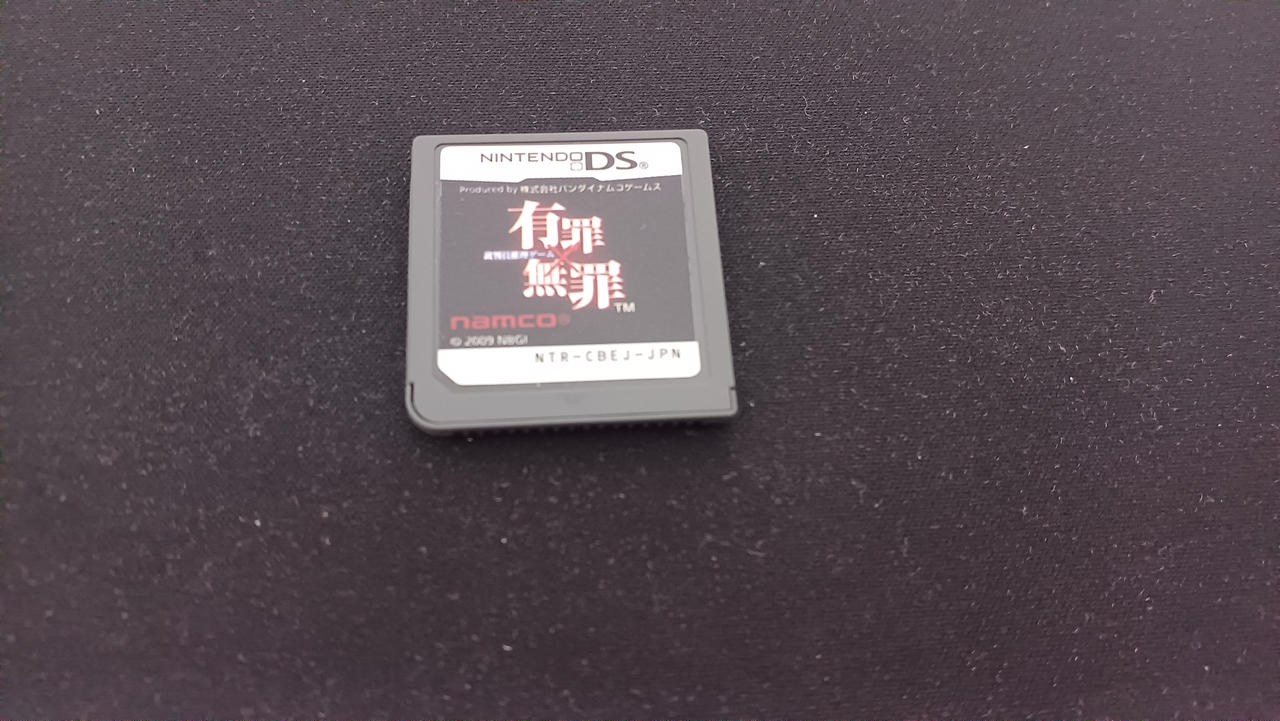 NINTENDO DS®
Produced by 株式会社バンダイナムコゲームス
有罪
裁判員推理ゲーム
×
無罪
TM
namco®
© 2009 NBGI
NTR-CBEJ-JPN